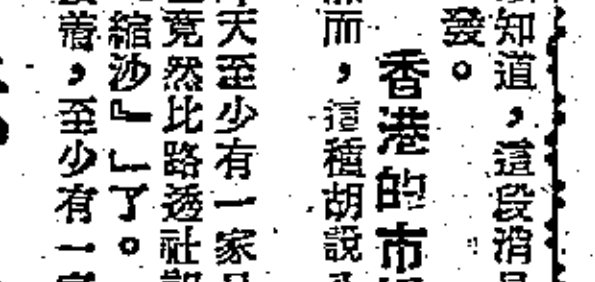 知道，這段消
發。
香港的市
而，這種胡說
天至少有一家
竟然比路透社
縮沙』」了。
着，至少有一